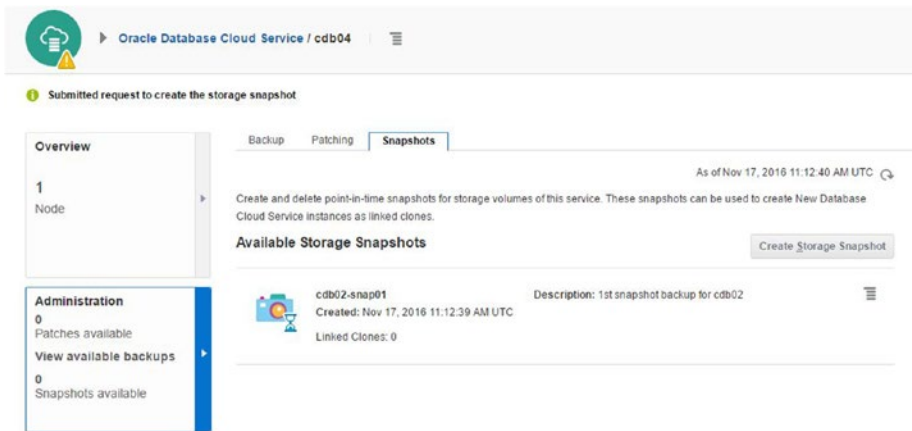 Oracle Database Cloud Service / cdb04
Submitted request to create the storage snapshot
Overview
1
Node
Administration
0
Patches available
View available backups
0
Snapshots available
Backup Patching Snapshots
As of Nov 17, 2016 11:12:40 AM UTC
Create and delete point-in-time snapshots for storage volumes of this service. These snapshots can be used to create New Database
Cloud Service instances as linked clones.
Available Storage Snapshots
Create Storage Snapshot
cdb02-snap01
Created: Nov 17, 2016 11:12:39 AM UTC
Linked Clones: 0
Description: 1st snapshot backup for cdb02